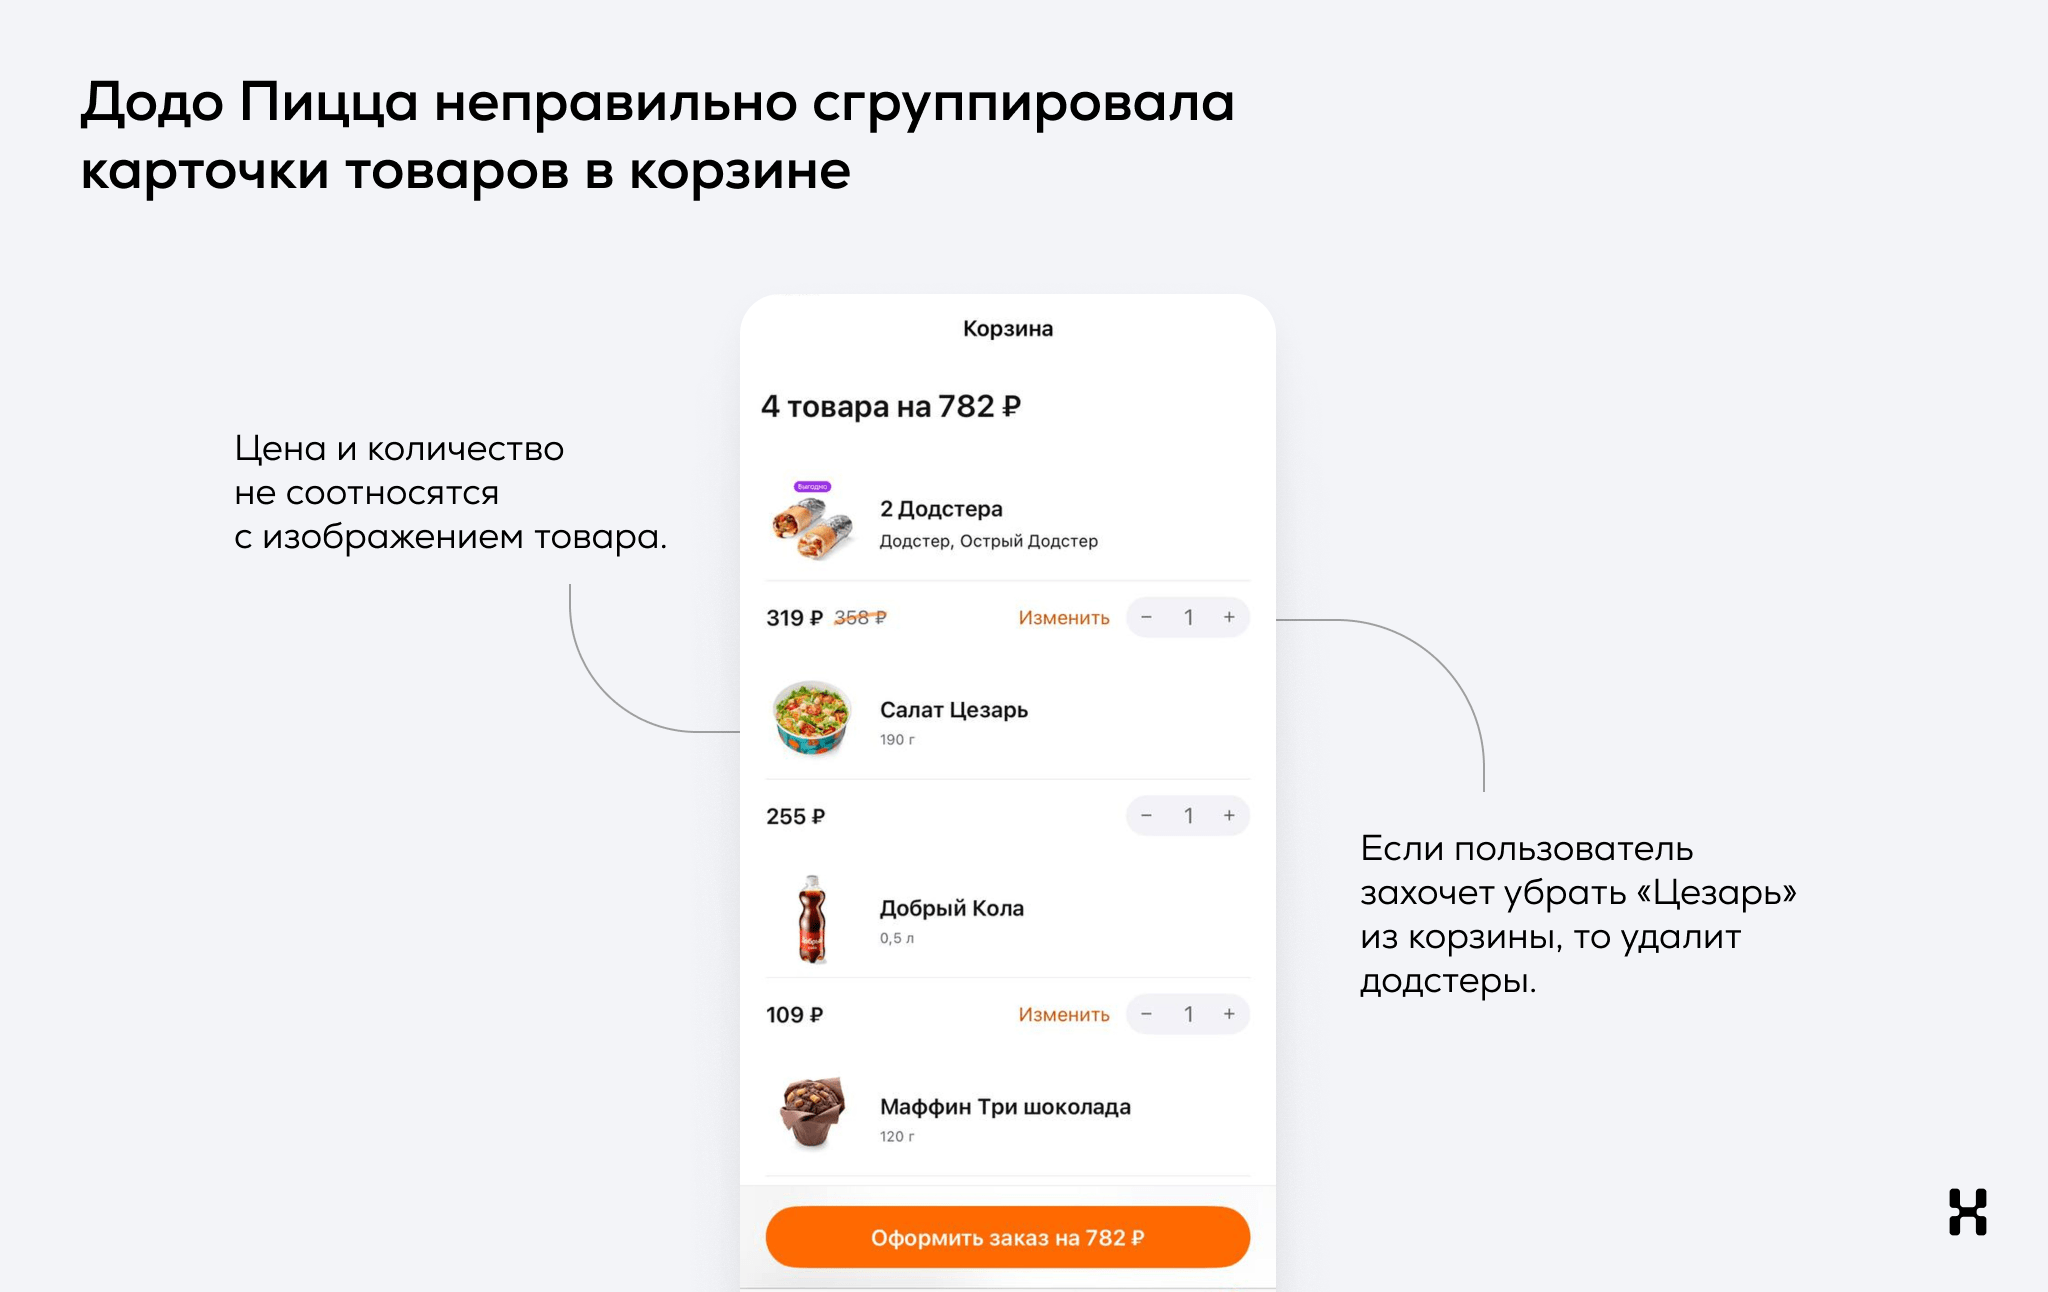 Додо Пицца неправильно сгруппировала
карточки товаров в корзине
Цена и количество
не соотносятся
с изображением товара.
Корзина
4 товара на 782 ₽
Выгодно
2 Додстера
Додстер, Острый Додстер
319 ₽ 358 ₽ Изменить − 1 +
Салат Цезарь
190 г
255 ₽ − 1 +
Добрый Кола
0,5 л
109 ₽ Изменить − 1 +
Маффин Три шоколада
120 г
Оформить заказ на 782 ₽
Если пользователь
захочет убрать «Цезарь»
из корзины, то удалит
додстеры.